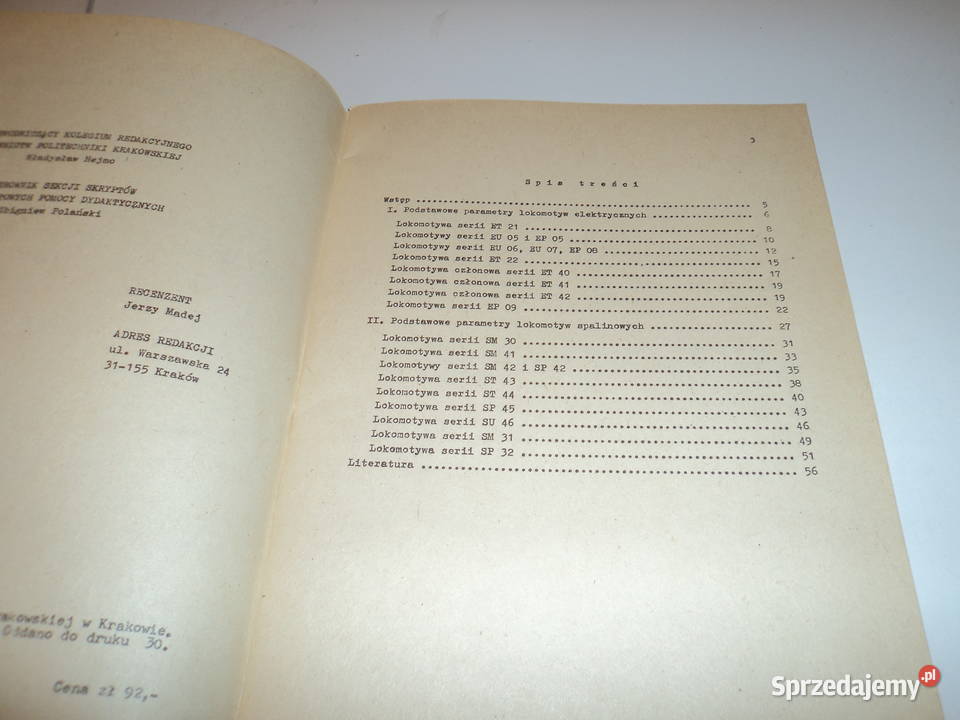 KOLEGIUM REDAKCYJNEGO
POLITECHNIKI KRAKOWSKIEJ
Władysław Hejmo
SEKCJI SKRYPTÓW
POMOCY DYDAKTYCZNYCH
Zbigniew Polański
RECENZENT
Jerzy Madej
ADRES REDAKCJI
ul. Warszawska 24
31-155 Kraków
w Krakowie.
Oddano do druku 30.
Cena zł 92,-
3
Spis treści
Wstęp 5
I. Podstawowe parametry lokomotyw elektrycznych 6
Lokomotywa serii ET 21 8
Lokomotywy serii EU 05 i EP 05 10
Lokomotywy serii EU 06, EU 07, EP 08 12
Lokomotywa serii ET 22 15
Lokomotywa członowa serii ET 40 17
Lokomotywa członowa serii ET 41 19
Lokomotywa członowa serii ET 42 19
Lokomotywa serii EP 09 22
II. Podstawowe parametry lokomotyw spalinowych 27
Lokomotywa serii SM 30 31
Lokomotywa serii SM 41 33
Lokomotywy serii SM 42 i SP 42 35
Lokomotywa serii ST 43 38
Lokomotywa serii ST 44 40
Lokomotywa serii SP 45 43
Lokomotywa serii SU 46 46
Lokomotywa serii SM 31 49
Lokomotywa serii SP 32 51
Literatura 56
Sprzedajemy.pl